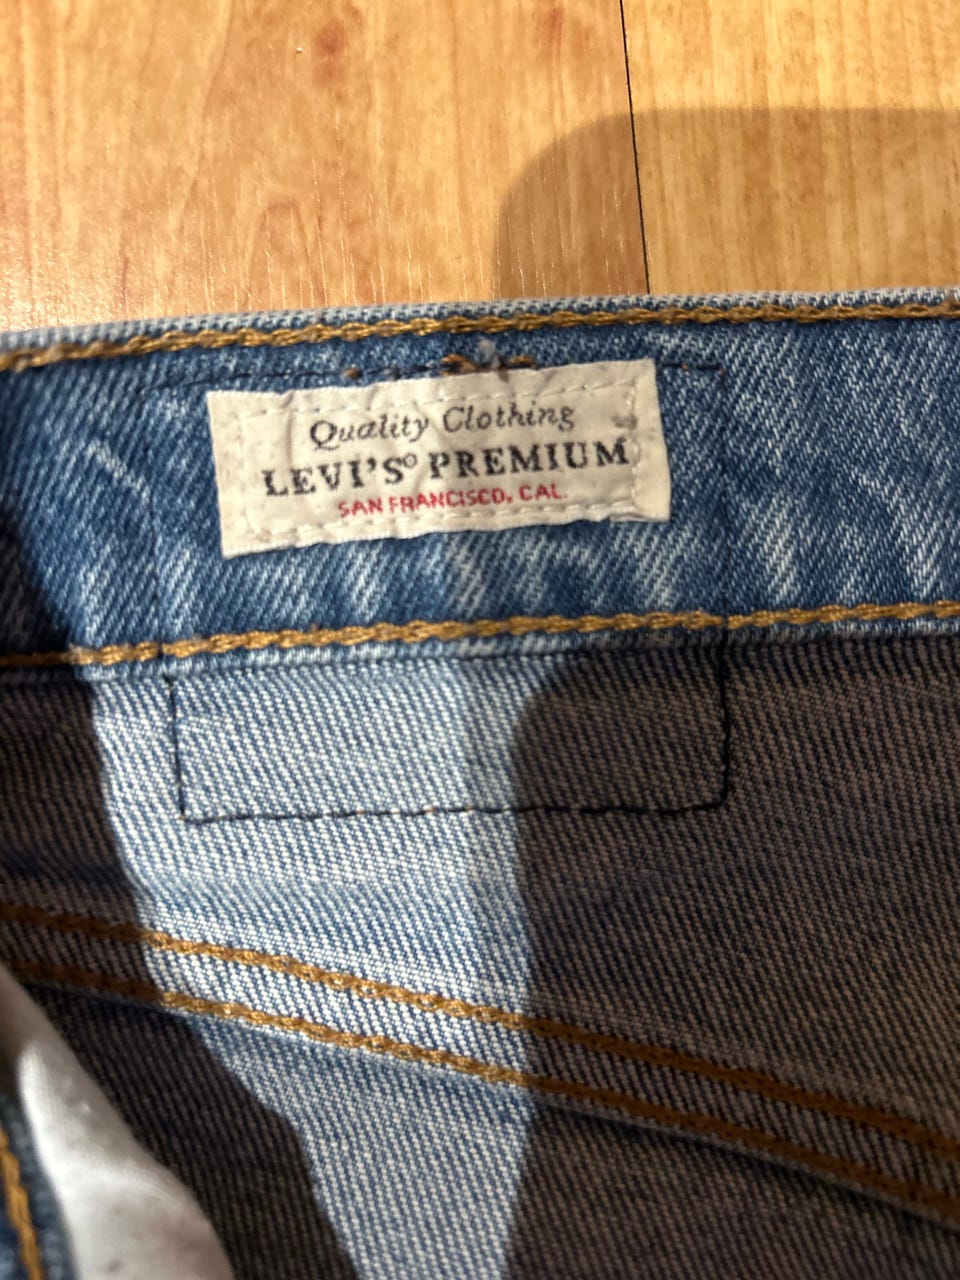 Quality Clothing
LEVI'S® PREMIUM
SAN FRANCISCO, CAL.